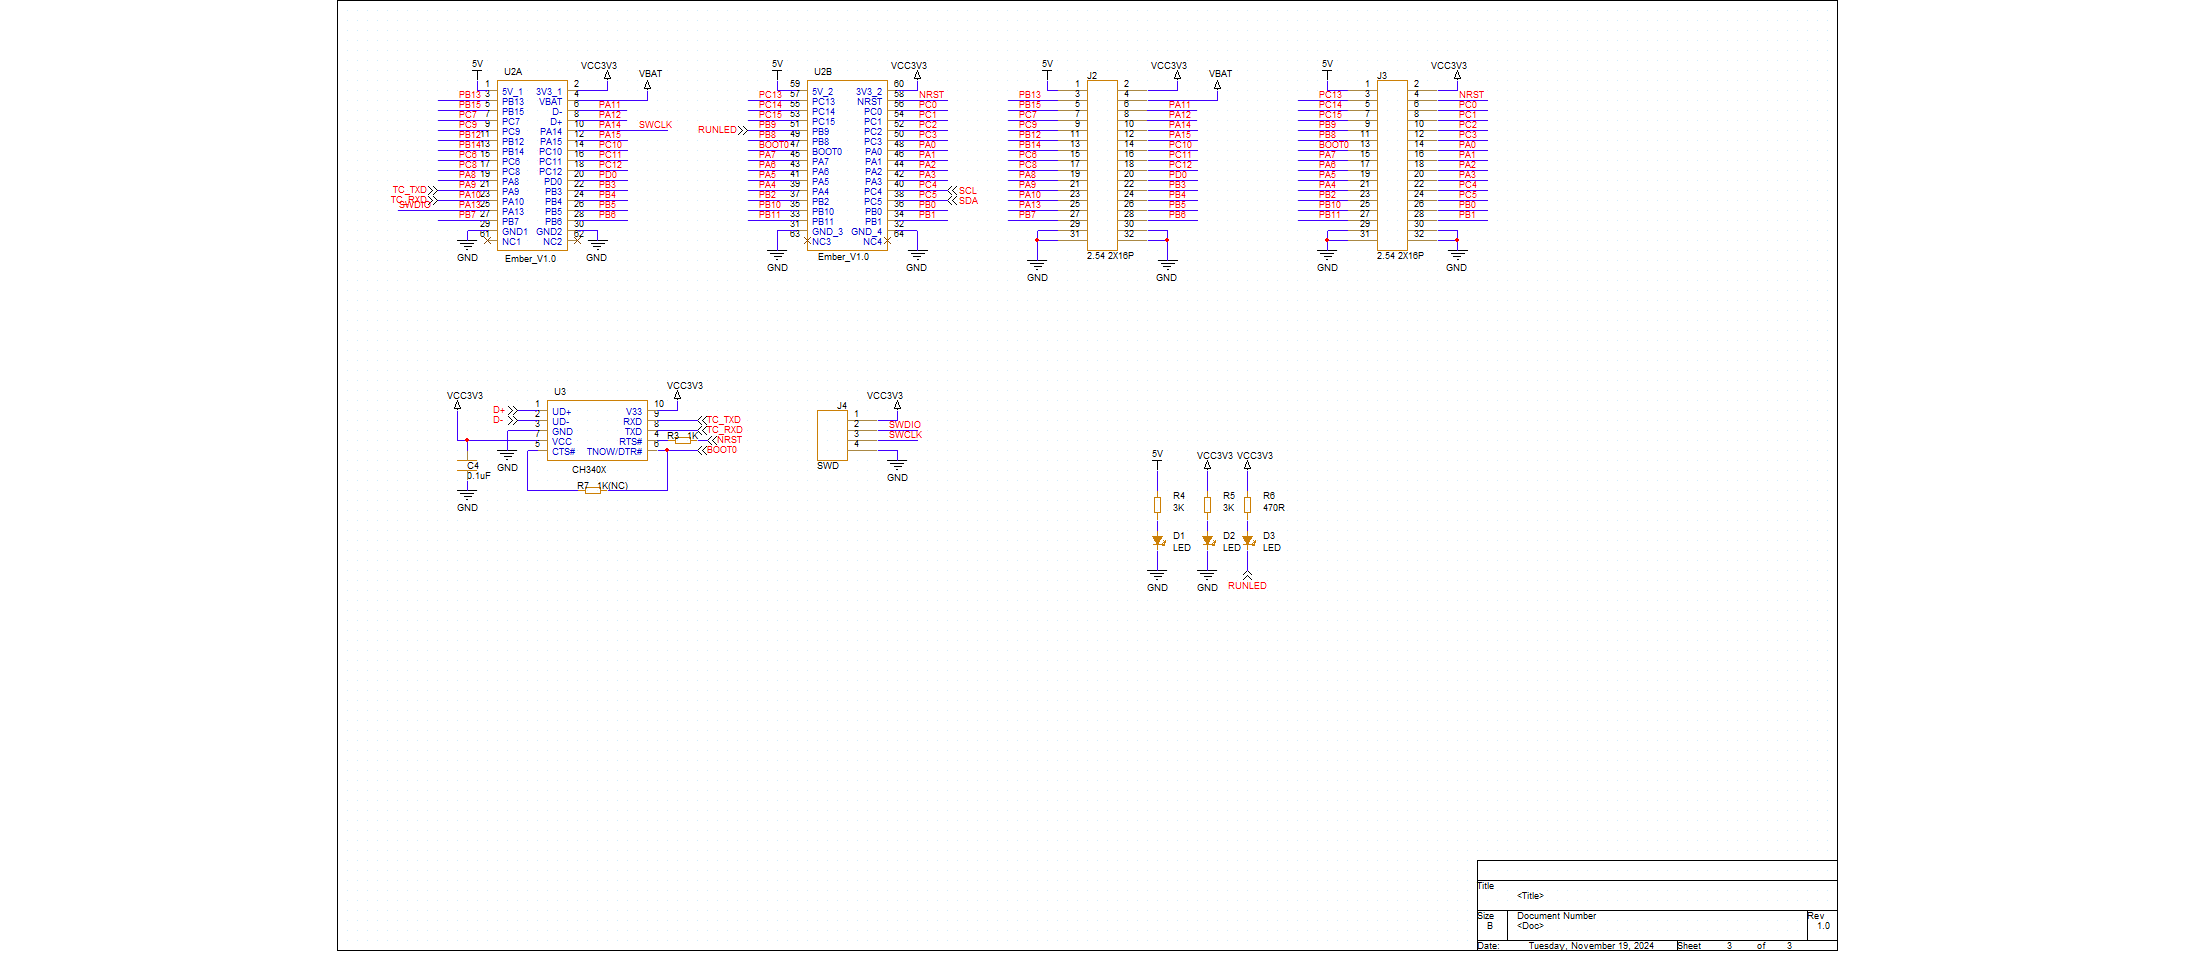 5V
U2A
VCC3V3
VBAT
1 5V_1 3V3_1 2
PB13 3 PB13 VBAT 4
PB15 5 PB15 D- 6 PA11
PC7 7 PC7 D+ 8 PA12
PC9 9 PC9 PA14 10 PA14 SWCLK
PB12 11 PB12 PA15 12 PA15
PB14 13 PB14 PC10 14 PC10
PC6 15 PC6 PC11 16 PC11
PC8 17 PC8 PC12 18 PC12
PA8 19 PA8 PD0 20 PD0
TC_TXD PA9 21 PA9 PB3 22 PB3
TC_RXD PA10 23 PA10 PB4 24 PB4
SWDIO PA13 25 PA13 PB5 26 PB5
PB7 27 PB7 PB6 28 PB6
29 GND1 GND2 30
61 NC1 NC2 62
GND
Ember_V1.0
GND
5V
U2B
VCC3V3
59 5V_2 3V3_2 60
PC13 57 PC13 NRST 58 NRST
PC14 55 PC14 PC0 56 PC0
PC15 53 PC15 PC1 54 PC1
RUNLED PB9 51 PB9 PC2 52 PC2
PB8 49 PB8 PC3 50 PC3
BOOT0 47 BOOT0 PA0 48 PA0
PA7 45 PA7 PA1 46 PA1
PA6 43 PA6 PA2 44 PA2
PA5 41 PA5 PA3 42 PA3
PA4 39 PA4 PC4 40 PC4 SCL
PB2 37 PB2 PC5 38 PC5 SDA
PB10 35 PB10 PB0 36 PB0
PB11 33 PB11 PB1 34 PB1
31 GND_3 GND_4 32
63 NC3 NC4 64
GND
Ember_V1.0
GND
5V
J2
VCC3V3
VBAT
1 2
PB13 3 4
PB15 5 6 PA11
PC7 7 8 PA12
PC9 9 10 PA14
PB12 11 12 PA15
PB14 13 14 PC10
PC6 15 16 PC11
PC8 17 18 PC12
PA8 19 20 PD0
PA9 21 22 PB3
PA10 23 24 PB4
PA13 25 26 PB5
PB7 27 28 PB6
29 30
31 32
2.54 2X16P
GND
GND
5V
J3
VCC3V3
1 2
PC13 3 4 NRST
PC14 5 6 PC0
PC15 7 8 PC1
PB9 9 10 PC2
PB8 11 12 PC3
BOOT0 13 14 PA0
PA7 15 16 PA1
PA6 17 18 PA2
PA5 19 20 PA3
PA4 21 22 PC4
PB2 23 24 PC5
PB10 25 26 PB0
PB11 27 28 PB1
29 30
31 32
2.54 2X16P
GND
GND
VCC3V3
U3
VCC3V3
D+ 1 UD+ V33 10
D- 2 UD- RXD 9 TC_TXD
3 GND TXD 8 TC_RXD
7 VCC RTS# 4 R3 1K NRST
5 CTS# TNOW/DTR# 6 BOOT0
GND
C4
0.1uF
CH340X
R7 1K(NC)
GND
VCC3V3
J4
1
2 SWDIO
3 SWCLK
4
SWD
GND
5V
VCC3V3 VCC3V3
R4
3K
R5
3K
R6
470R
D1
LED
D2
LED
D3
LED
GND
GND
RUNLED
Title
<Title>
Size
B
Document Number
<Doc>
Rev
1.0
Date: Tuesday, November 19, 2024 Sheet 3 of 3